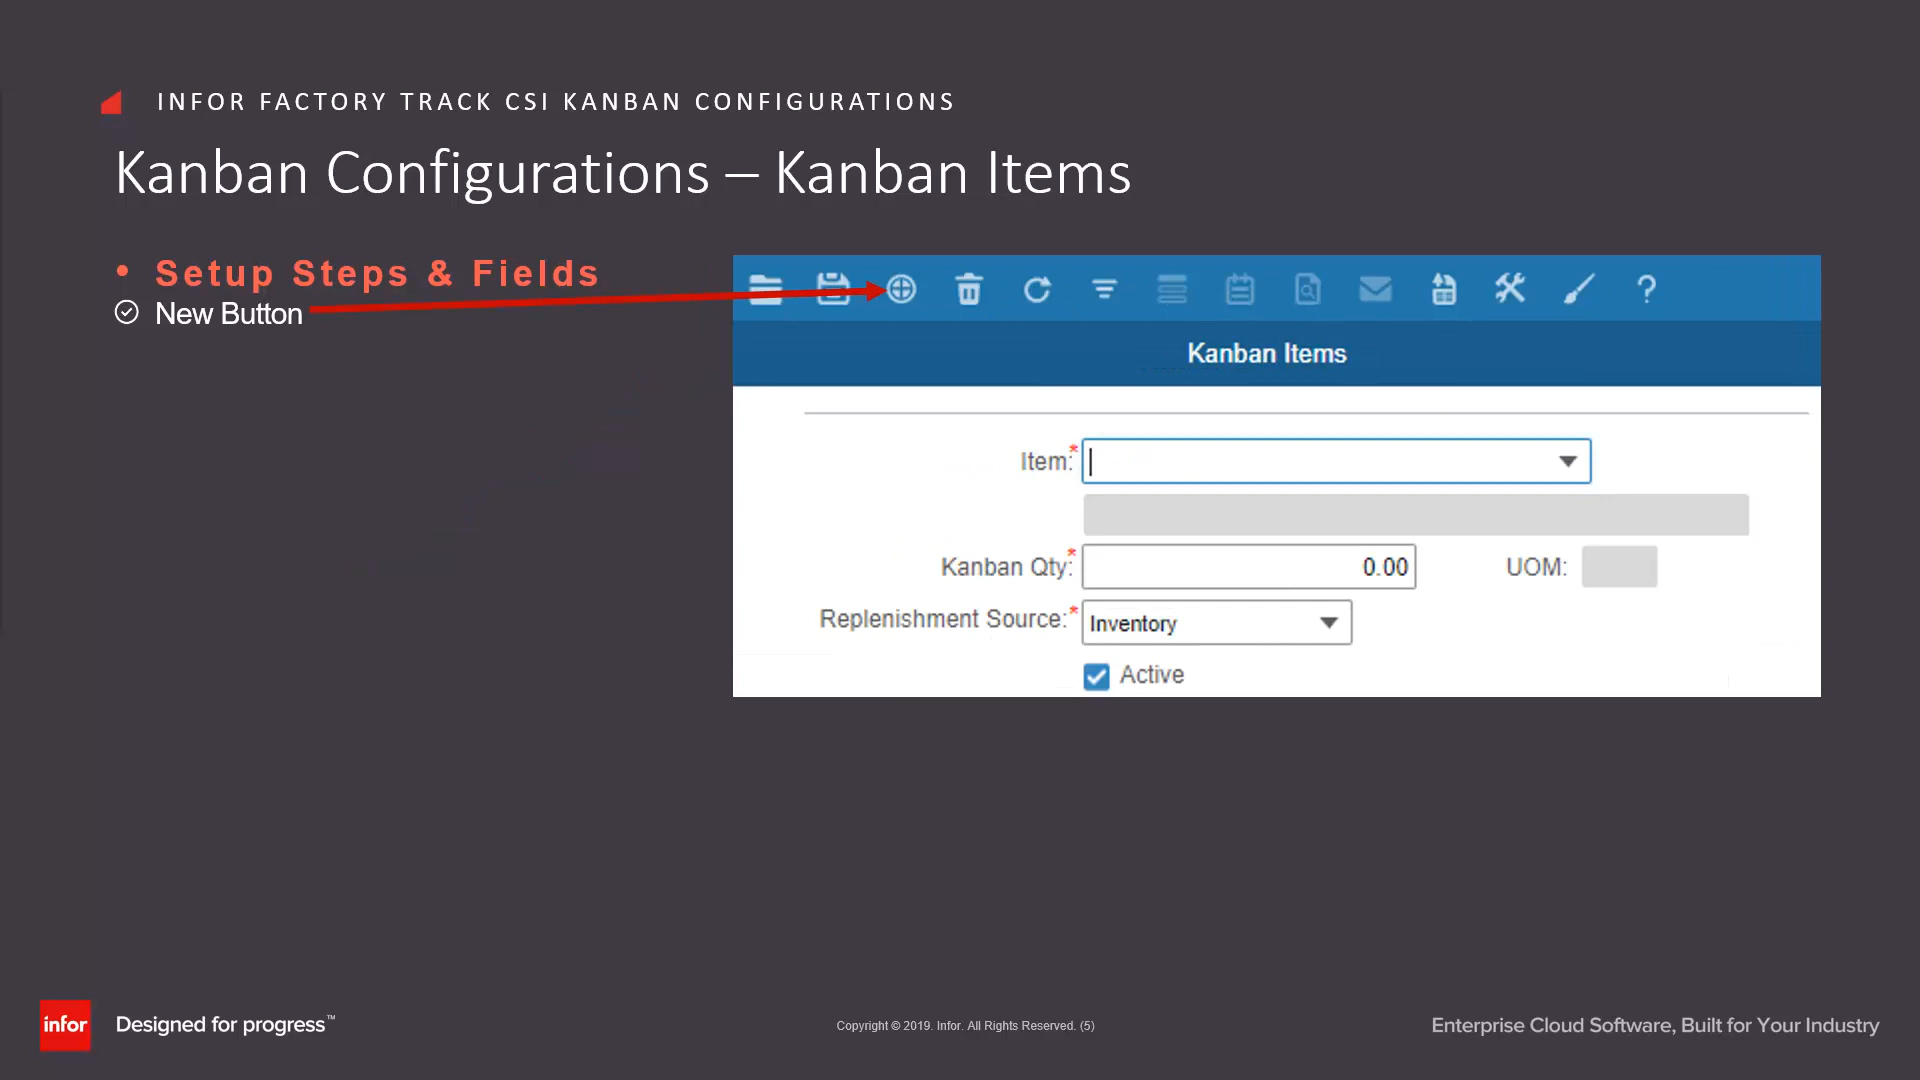 INFOR FACTORY TRACK CSI KANBAN CONFIGURATIONS
Kanban Configurations – Kanban Items
• Setup Steps & Fields
New Button
Kanban Items
Item:*
Kanban Qty:* 0.00 UOM:
Replenishment Source:* Inventory
Active
infor Designed for progress™
Copyright © 2019. Infor. All Rights Reserved. (5)
Enterprise Cloud Software, Built for Your Industry